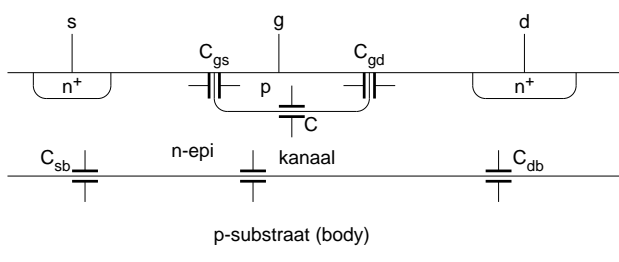 s g d
C_gs C_gd
n+ p n+
C
C_sb n-epi kanaal C_db
p-substraat (body)